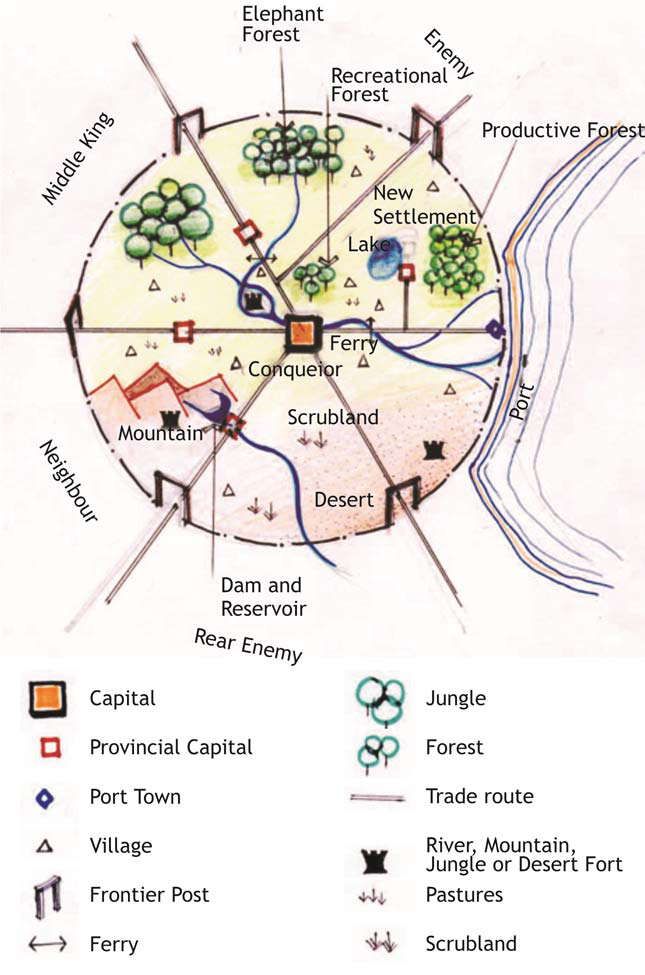 Elephant
Forest
Enemy
Recreational
Forest
Middle King
Productive Forest
New
Settlement
Lake
Ferry
Conqueior
Port
Scrubland
Mountain
Neighbour
Desert
Dam and
Reservoir
Rear Enemy
Capital
Provincial Capital
Port Town
Village
Frontier Post
Ferry
Jungle
Forest
Trade route
River, Mountain,
Jungle or Desert Fort
Pastures
Scrubland